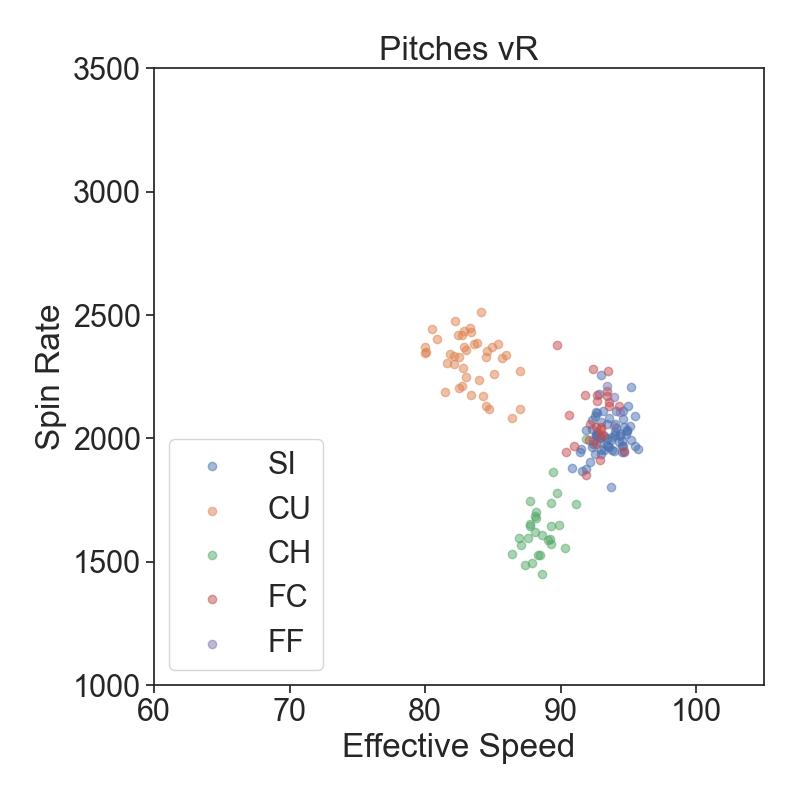 Pitches vR
3500
3000
2500
2000
1500
1000
Spin Rate
SI
CU
CH
FC
FF
60 70 80 90 100
Effective Speed